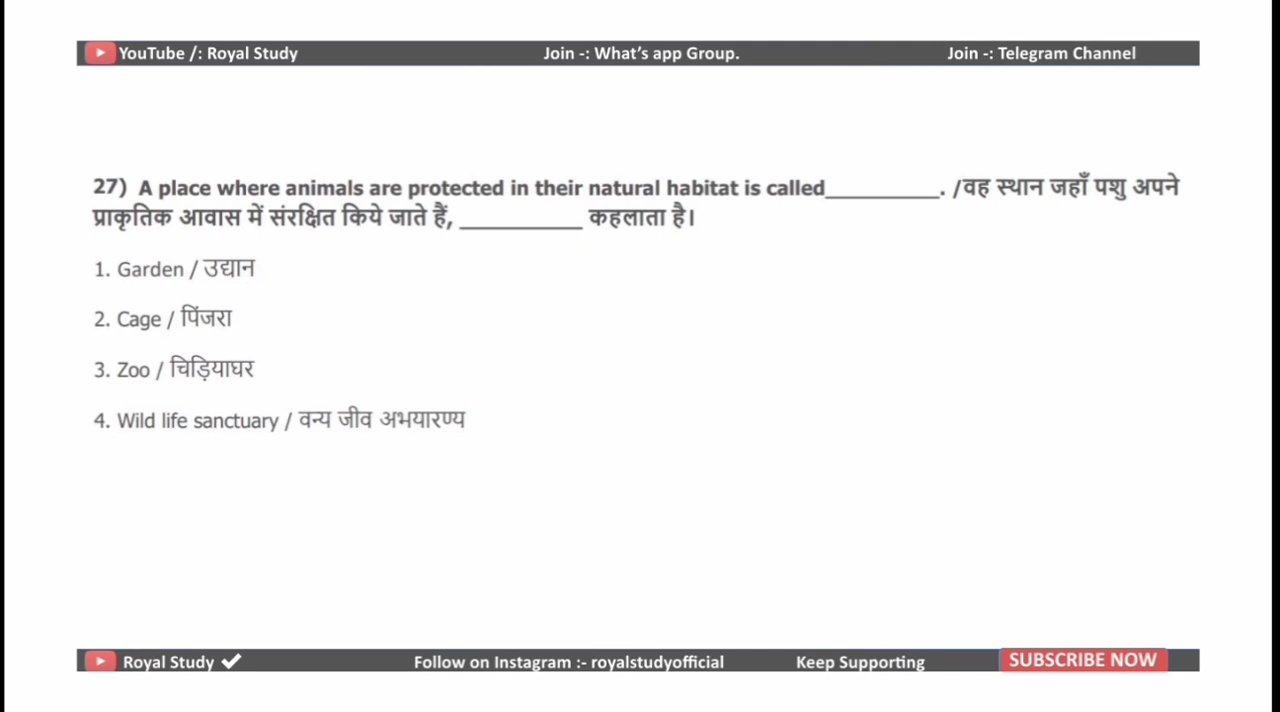 YouTube /: Royal Study Join -: What's app Group. Join -: Telegram Channel
27) A place where animals are protected in their natural habitat is called__________. /वह स्थान जहाँ पशु अपने
प्राकृतिक आवास में संरक्षित किये जाते हैं, ___________ कहलाता है।
1. Garden / उद्यान
2. Cage / पिंजरा
3. Zoo / चिड़ियाघर
4. Wild life sanctuary / वन्य जीव अभयारण्य
Royal Study Follow on Instagram :- royalstudyofficial Keep Supporting SUBSCRIBE NOW